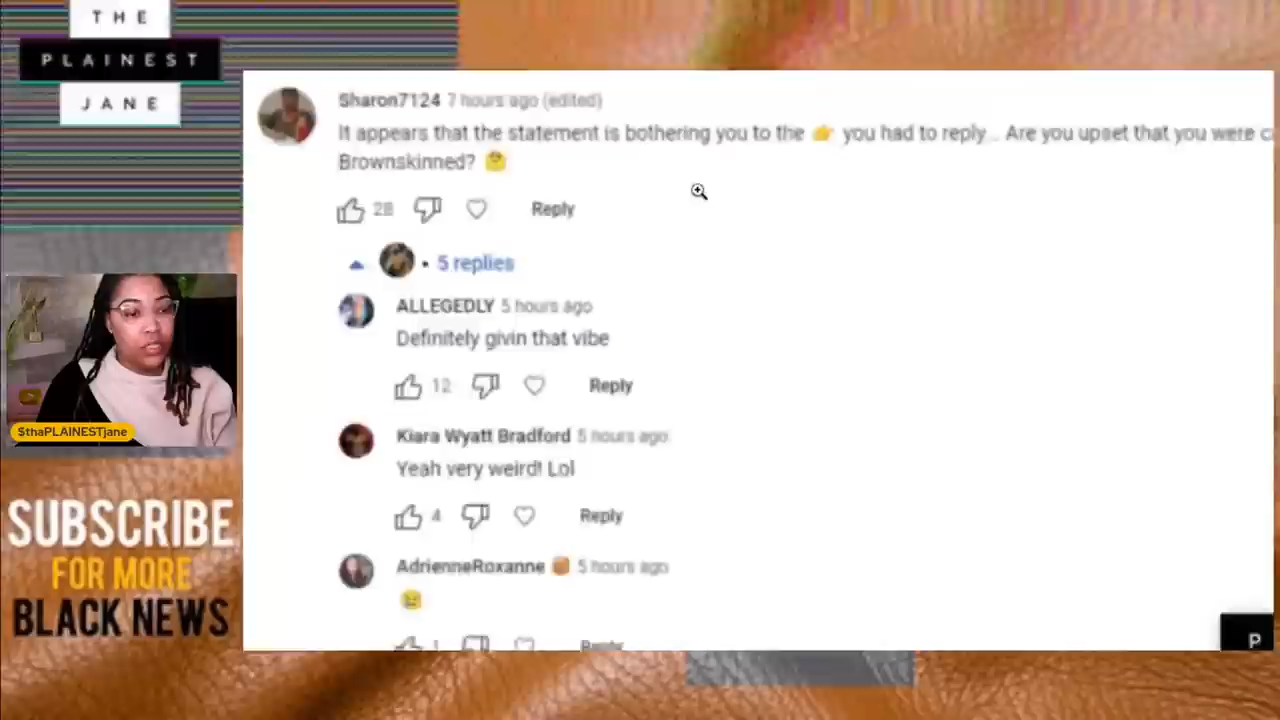 THE
PLAINEST
JANE
Sharon7124 7 hours ago (edited)
It appears that the statement is bothering you to the 👉 you had to reply... Are you upset that you were
Brownskinned? 🤔
28 Reply
• 5 replies
ALLEGEDLY 5 hours ago
Definitely givin that vibe
12 Reply
Kiara Wyatt Bradford 5 hours ago
Yeah very weird! Lol
4 Reply
AdrienneRoxanne 5 hours ago
1 Reply
$thaPLAINESTjane
SUBSCRIBE
FOR MORE
BLACK NEWS
P